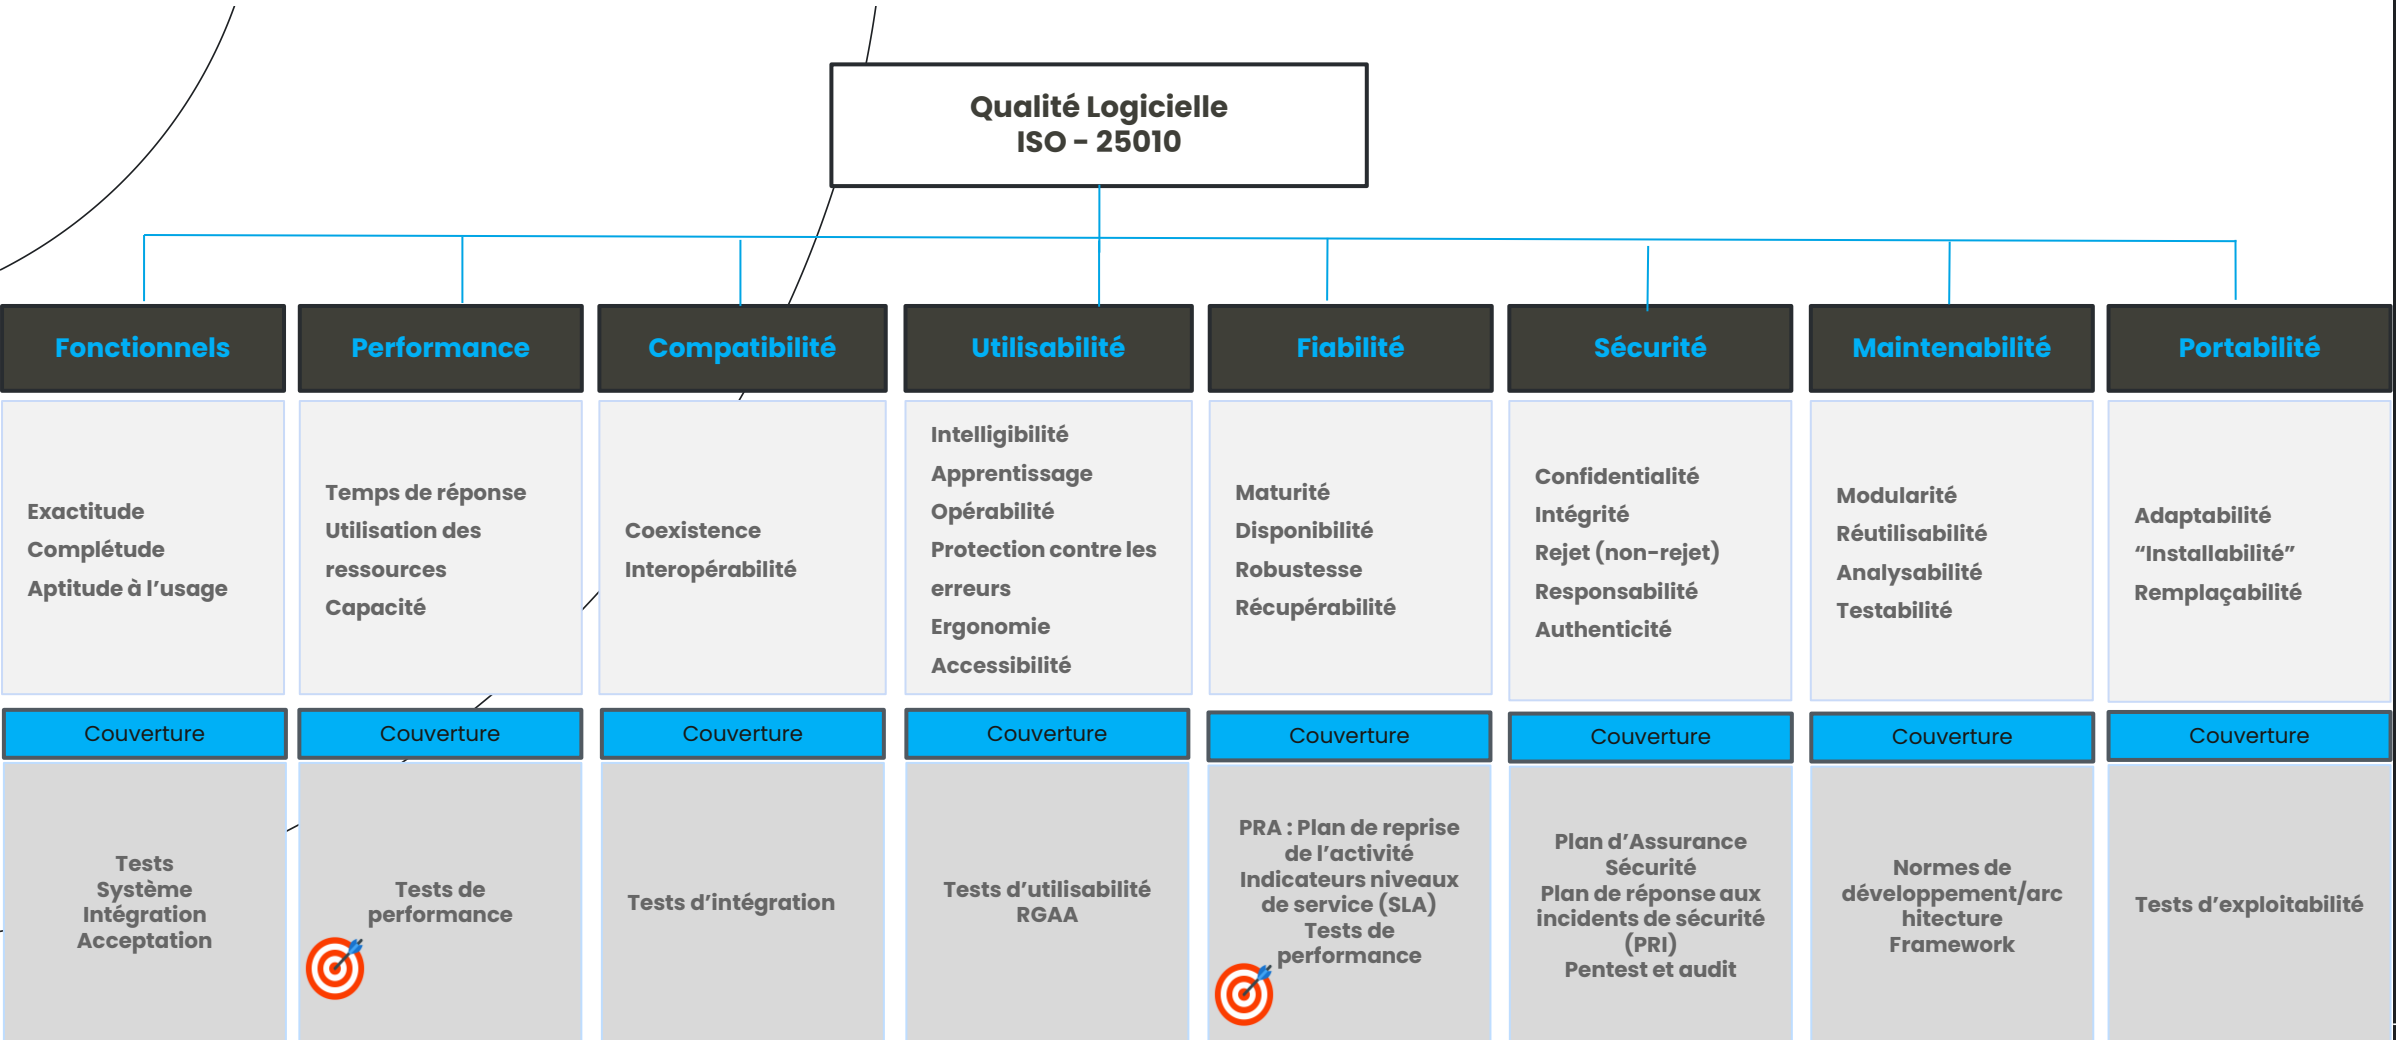 Qualité Logicielle
ISO - 25010
Fonctionnels
Performance
Compatibilité
Utilisabilité
Fiabilité
Sécurité
Maintenabilité
Portabilité
Exactitude
Complétude
Aptitude à l’usage
Temps de réponse
Utilisation des
ressources
Capacité
Coexistence
Interopérabilité
Intelligibilité
Apprentissage
Opérabilité
Protection contre les
erreurs
Ergonomie
Accessibilité
Maturité
Disponibilité
Robustesse
Récupérabilité
Confidentialité
Intégrité
Rejet (non-rejet)
Responsabilité
Authenticité
Modularité
Réutilisabilité
Analysabilité
Testabilité
Adaptabilité
“Installabilité”
Remplaçabilité
Couverture
Couverture
Couverture
Couverture
Couverture
Couverture
Couverture
Couverture
Tests
Système
Intégration
Acceptation
Tests de
performance
Tests d’intégration
Tests d’utilisabilité
RGAA
PRA : Plan de reprise
de l’activité
Indicateurs niveaux
de service (SLA)
Tests de
performance
Plan d’Assurance
Sécurité
Plan de réponse aux
incidents de sécurité
(PRI)
Pentest et audit
Normes de
développement/arc
hitecture
Framework
Tests d’exploitabilité